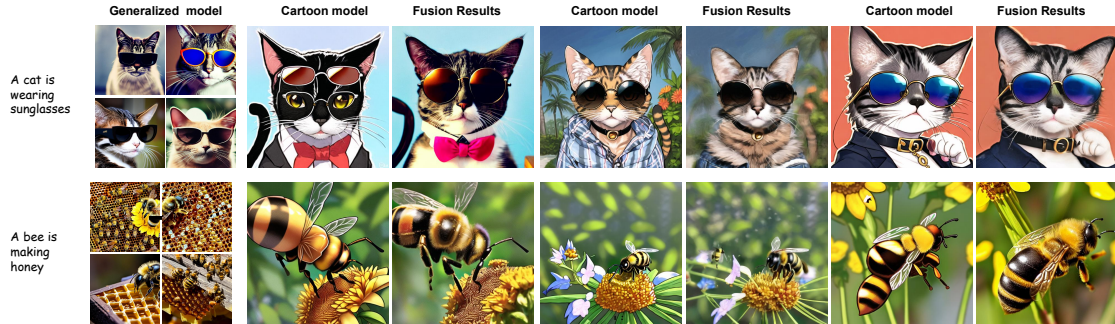 Generalized model
Cartoon model
Fusion Results
Cartoon model
Fusion Results
Cartoon model
Fusion Results
A cat is
wearing
sunglasses
A bee is
making
honey